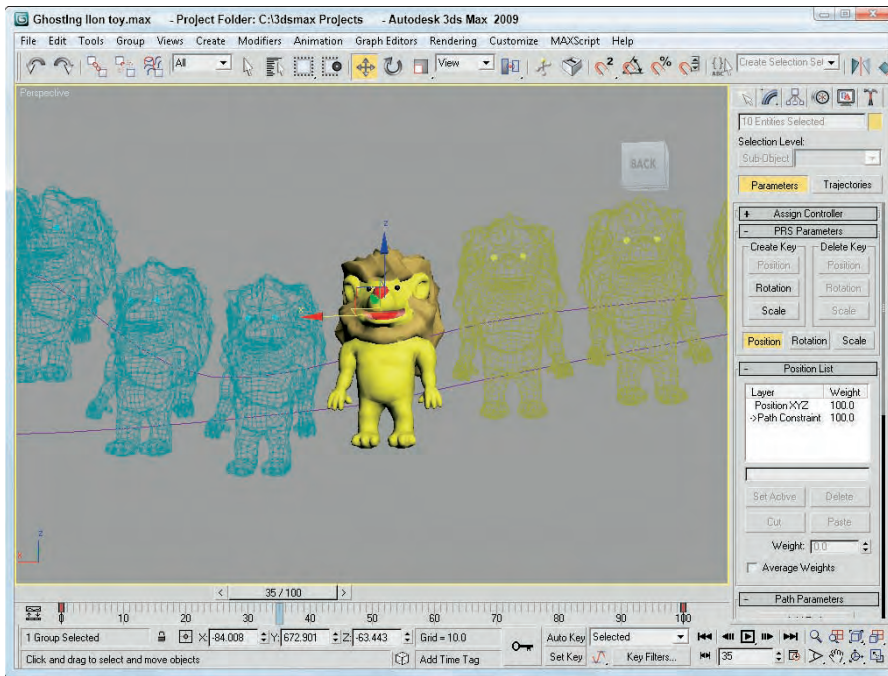 GhostIng lIon toy.max - Project Folder: C:\3dsmax Projects - Autodesk 3ds Max 2009
File Edit Tools Group Views Create Modifiers Animation Graph Editors Rendering Customize MAXScript Help
All
View
Create Selection Sel
Perspective
BACK
z
x
10 Entities Selected
Selection Level:
Sub-Object
Parameters Trajectories
+ Assign Controller
- PRS Parameters
Create Key Delete Key
Position Position
Rotation Rotation
Scale Scale
Position Rotation Scale
- Position List
Layer Weight
Position XYZ 100.0
->Path Constraint 100.0
Set Active Delete
Cut Paste
Weight: 0.0
Average Weights
- Path Parameters
z
x
< 35 / 100 >
0 10 20 30 40 50 60 70 80 90 100
1 Group Selected X: -84.008 Y: 672.901 Z: -63.443 Grid = 10.0 Auto Key Selected
Click and drag to select and move objects Add Time Tag Set Key Key Filters... 35